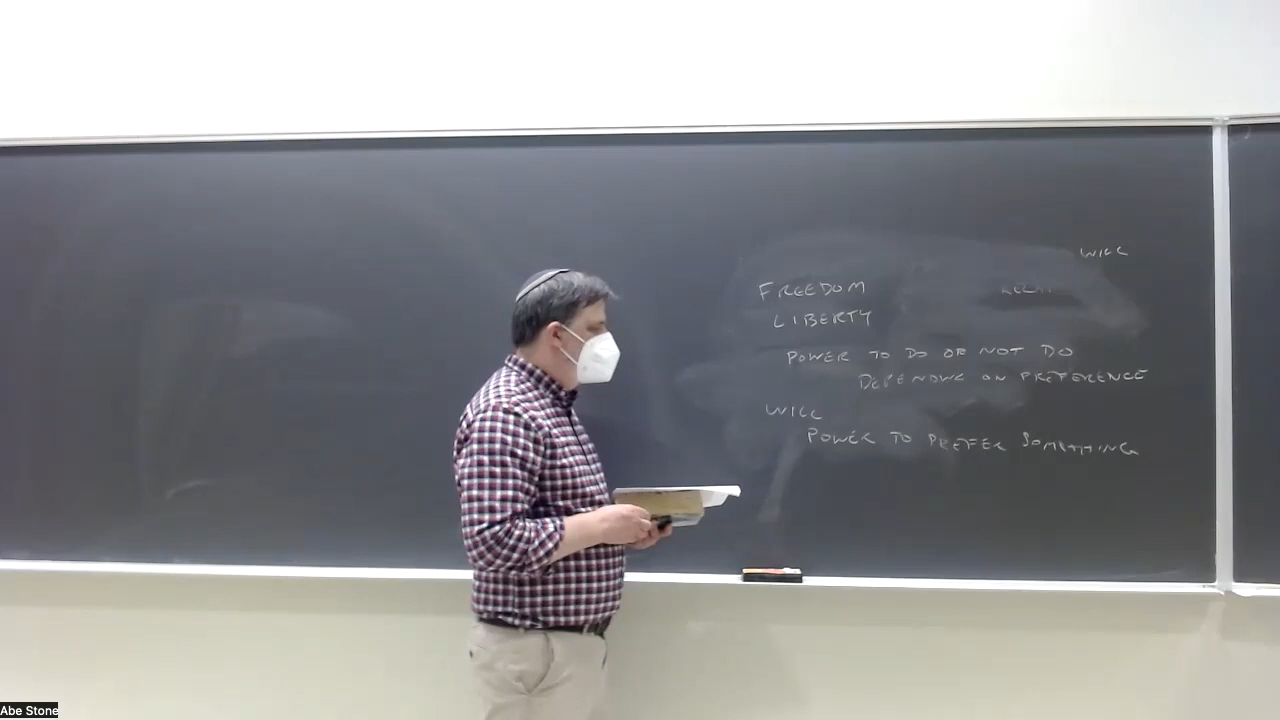 WILL
FREEDOM
LIBERTY
POWER TO DO OR NOT DO
DEPENDING ON PREFERENCE
WILL
POWER TO PREFER SOMETHING
Abe Stone